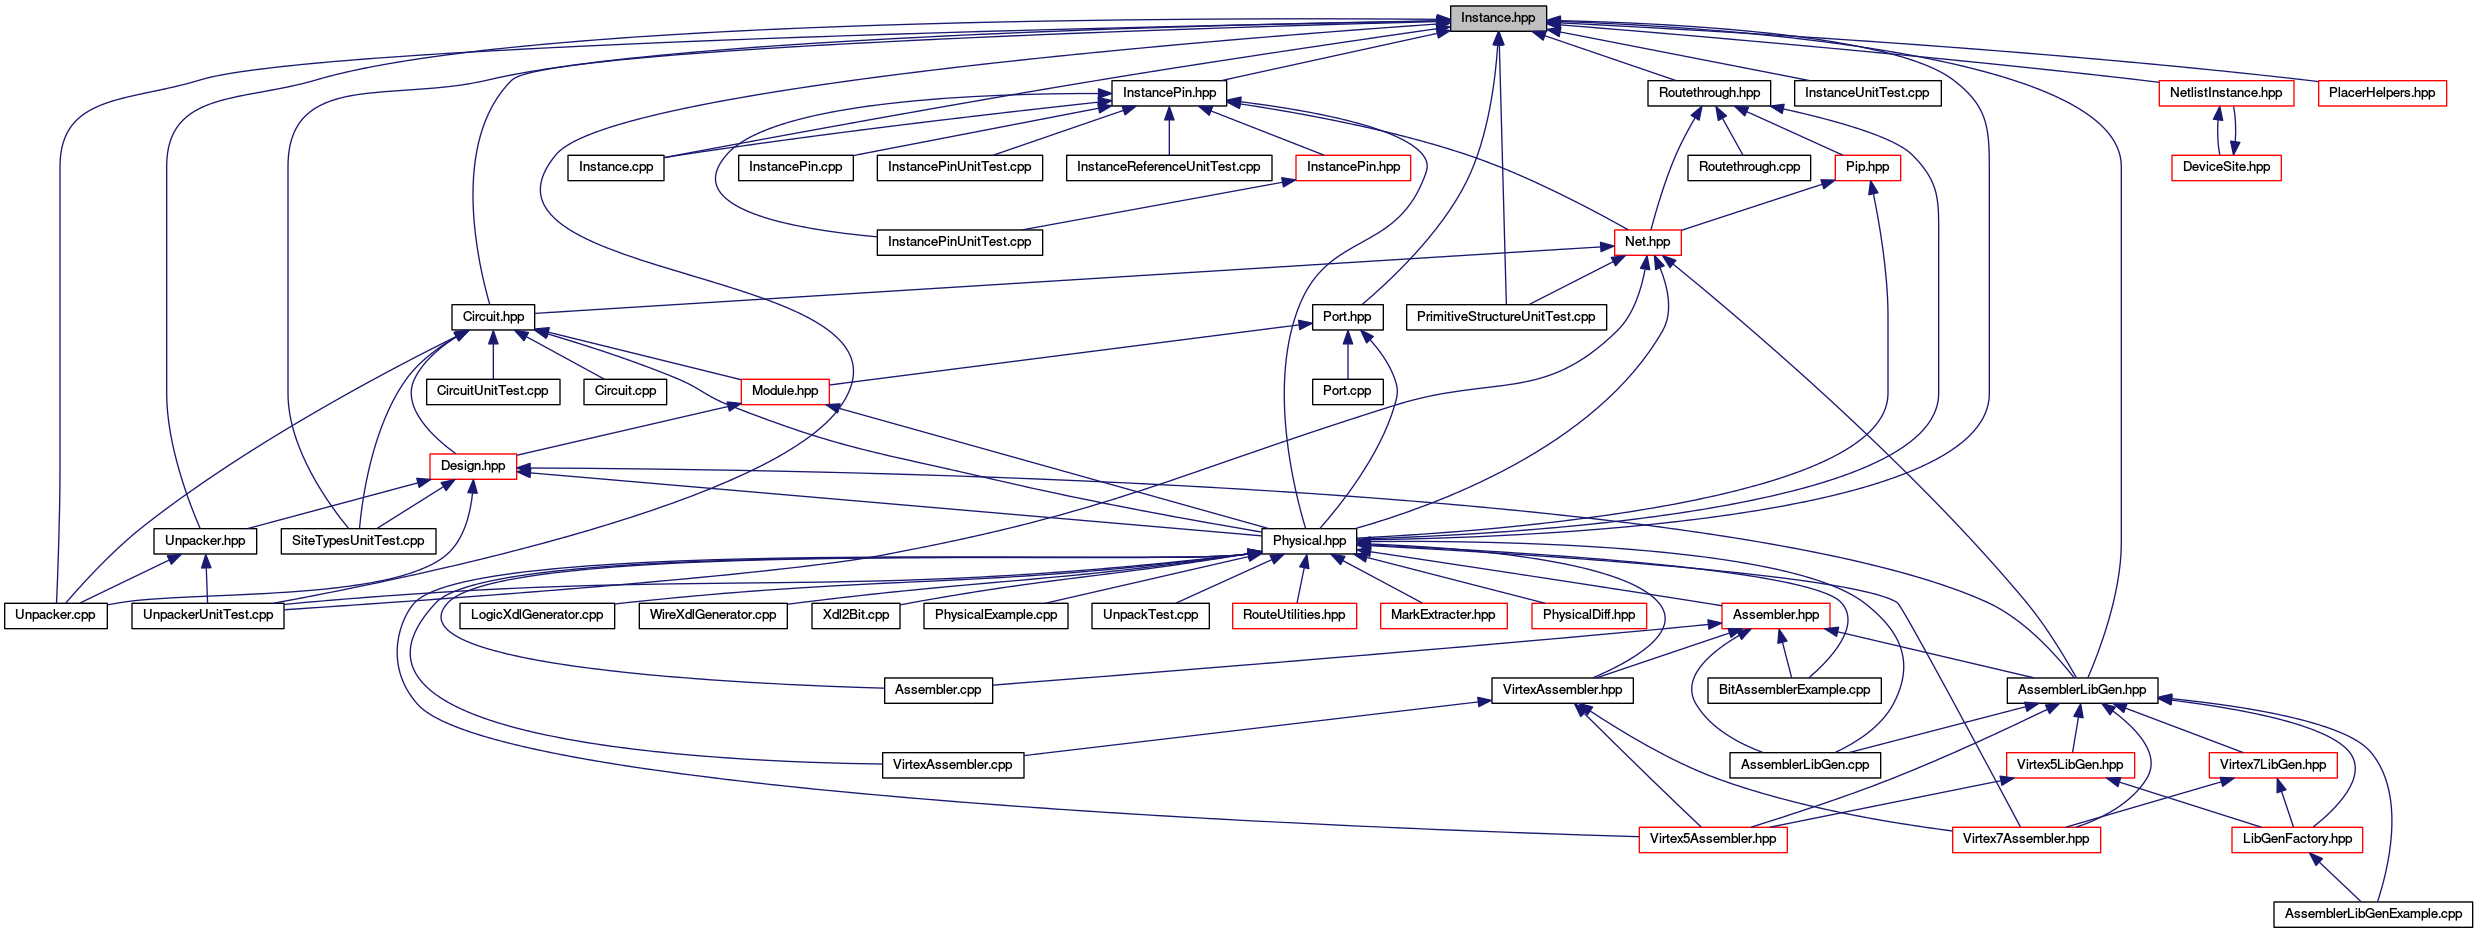 Instance.hpp
InstancePin.hpp
Routethrough.hpp
InstanceUnitTest.cpp
NetlistInstance.hpp
PlacerHelpers.hpp
Instance.cpp
InstancePin.cpp
InstancePinUnitTest.cpp
InstanceReferenceUnitTest.cpp
InstancePin.hpp
Routethrough.cpp
Pip.hpp
DeviceSite.hpp
InstancePinUnitTest.cpp
Net.hpp
Circuit.hpp
Port.hpp
PrimitiveStructureUnitTest.cpp
CircuitUnitTest.cpp
Circuit.cpp
Module.hpp
Port.cpp
Design.hpp
Unpacker.hpp
SiteTypesUnitTest.cpp
Physical.hpp
Unpacker.cpp
UnpackerUnitTest.cpp
LogicXdlGenerator.cpp
WireXdlGenerator.cpp
Xdl2Bit.cpp
PhysicalExample.cpp
UnpackTest.cpp
RouteUtilities.hpp
MarkExtracter.hpp
PhysicalDiff.hpp
Assembler.hpp
Assembler.cpp
VirtexAssembler.hpp
BitAssemblerExample.cpp
AssemblerLibGen.hpp
VirtexAssembler.cpp
AssemblerLibGen.cpp
Virtex5LibGen.hpp
Virtex7LibGen.hpp
Virtex5Assembler.hpp
Virtex7Assembler.hpp
LibGenFactory.hpp
AssemblerLibGenExample.cpp